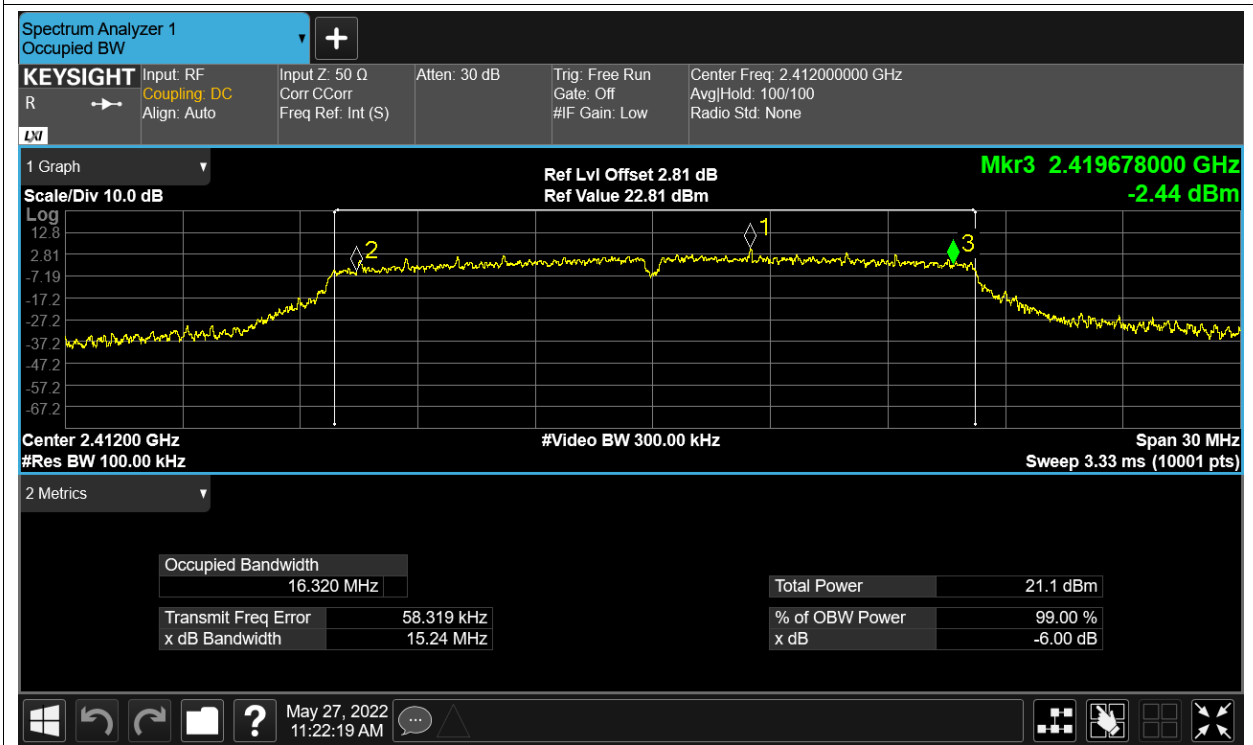 Spectrum Analyzer 1
Occupied BW
KEYSIGHT
R
LXI
Input: RF
Coupling: DC
Align: Auto
Input Z: 50 Ω
Corr CCorr
Freq Ref: Int (S)
Atten: 30 dB
Trig: Free Run
Gate: Off
#IF Gain: Low
Center Freq: 2.412000000 GHz
Avg|Hold: 100/100
Radio Std: None
1 Graph
Scale/Div 10.0 dB
Ref Lvl Offset 2.81 dB
Ref Value 22.81 dBm
Mkr3 2.419678000 GHz
-2.44 dBm
Log
12.8
2.81
-7.19
-17.2
-27.2
-37.2
-47.2
-57.2
-67.2
2
1
3
Center 2.41200 GHz
#Res BW 100.00 kHz
#Video BW 300.00 kHz
Span 30 MHz
Sweep 3.33 ms (10001 pts)
2 Metrics
Occupied Bandwidth
16.320 MHz
Transmit Freq Error 58.319 kHz
x dB Bandwidth 15.24 MHz
Total Power 21.1 dBm
% of OBW Power 99.00 %
x dB -6.00 dB
?
May 27, 2022
11:22:19 AM